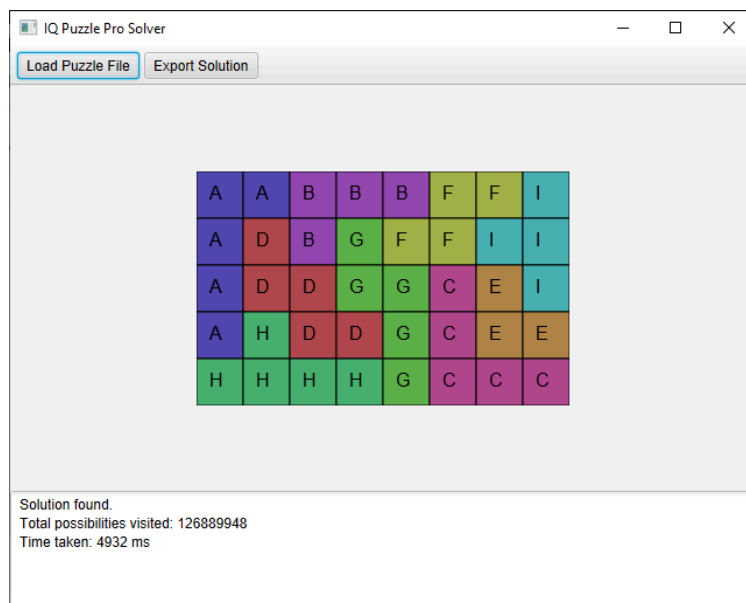 IQ Puzzle Pro Solver
Load Puzzle File Export Solution
A A B B B F F I
A D B G F F I I
A D D G G C E I
A H D D G C E E
H H H H G C C C
Solution found.
Total possibilities visited: 126889948
Time taken: 4932 ms